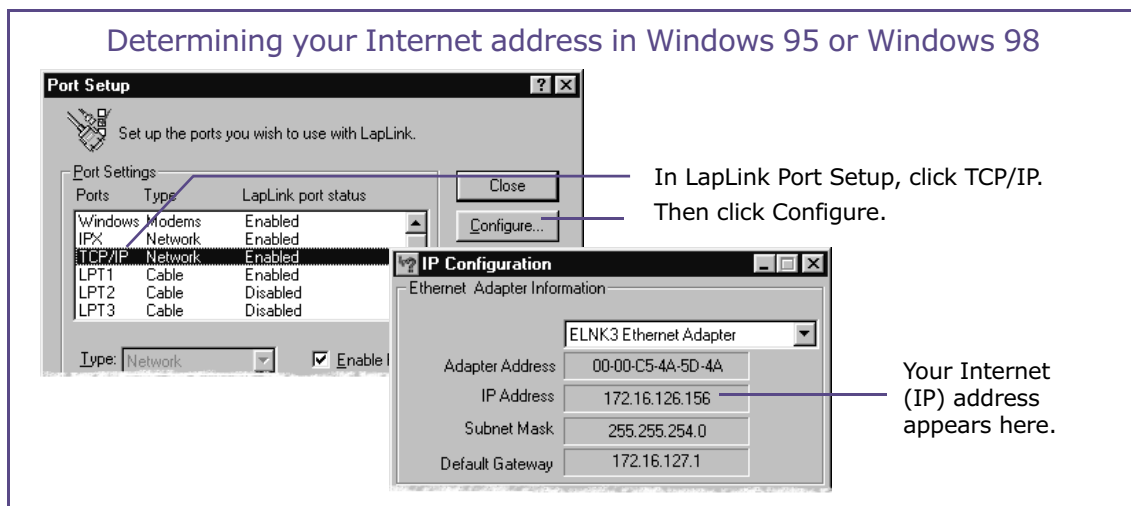 Determining your Internet address in Windows 95 or Windows 98
Port Setup
Set up the ports you wish to use with LapLink.
Port Settings
Ports Type LapLink port status
Windows Modems Enabled
IPX Network Enabled
TCP/IP Network Enabled
LPT1 Cable Enabled
LPT2 Cable Disabled
LPT3 Cable Disabled
Type: Network
Enable
Close
Configure...
In LapLink Port Setup, click TCP/IP.
Then click Configure.
IP Configuration
Ethernet Adapter Information
ELNK3 Ethernet Adapter
Adapter Address 00-00-C5-4A-5D-4A
IP Address 172.16.126.156
Subnet Mask 255.255.254.0
Default Gateway 172.16.127.1
Your Internet
(IP) address
appears here.